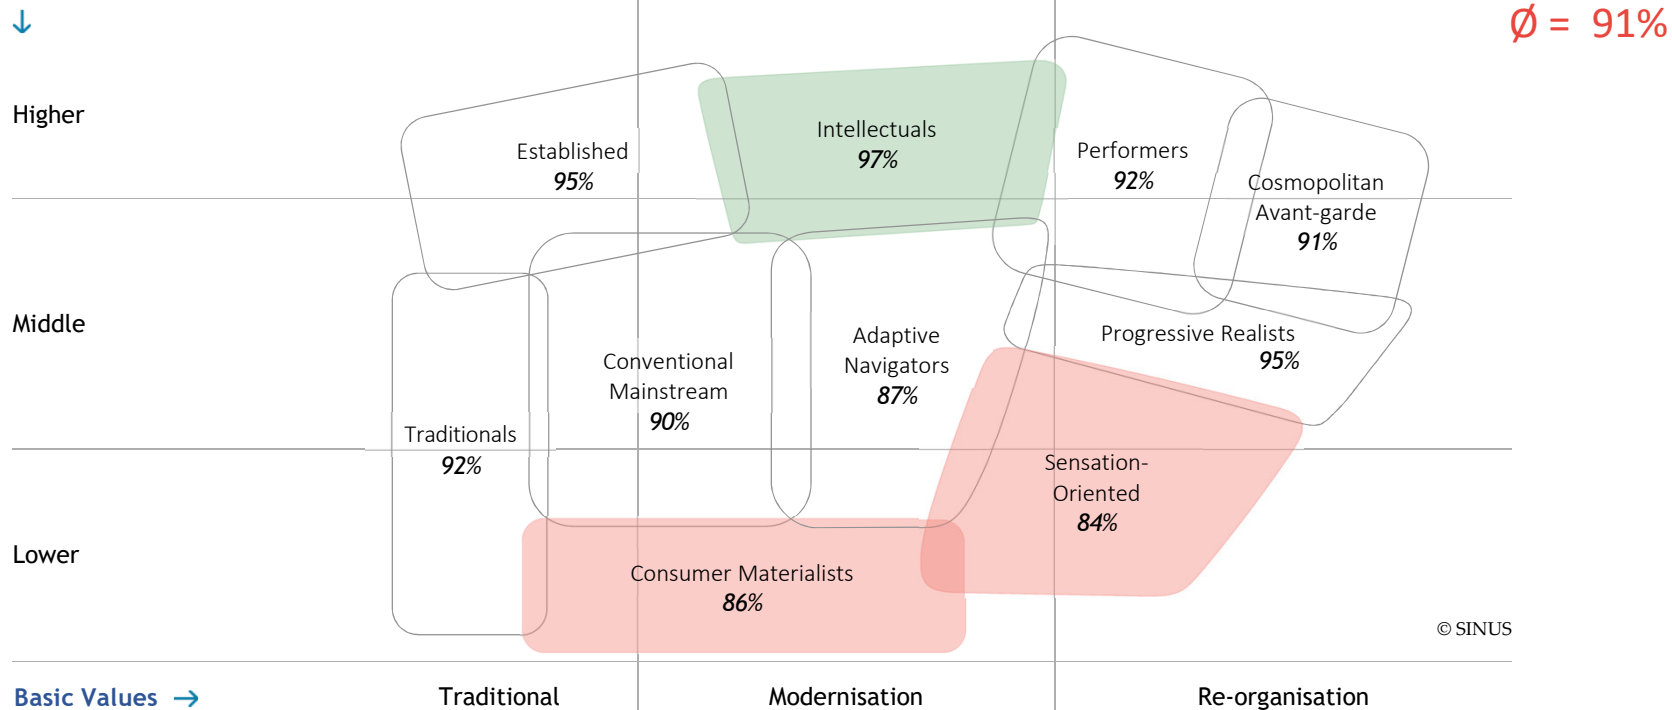 ↓
Ø = 91%
Higher
Established
95%
Intellectuals
97%
Performers
92%
Cosmopolitan
Avant-garde
91%
Middle
Traditionals
92%
Conventional
Mainstream
90%
Adaptive
Navigators
87%
Progressive Realists
95%
Sensation-
Oriented
84%
Lower
Consumer Materialists
86%
© SINUS
Basic Values →
Traditional
Modernisation
Re-organisation